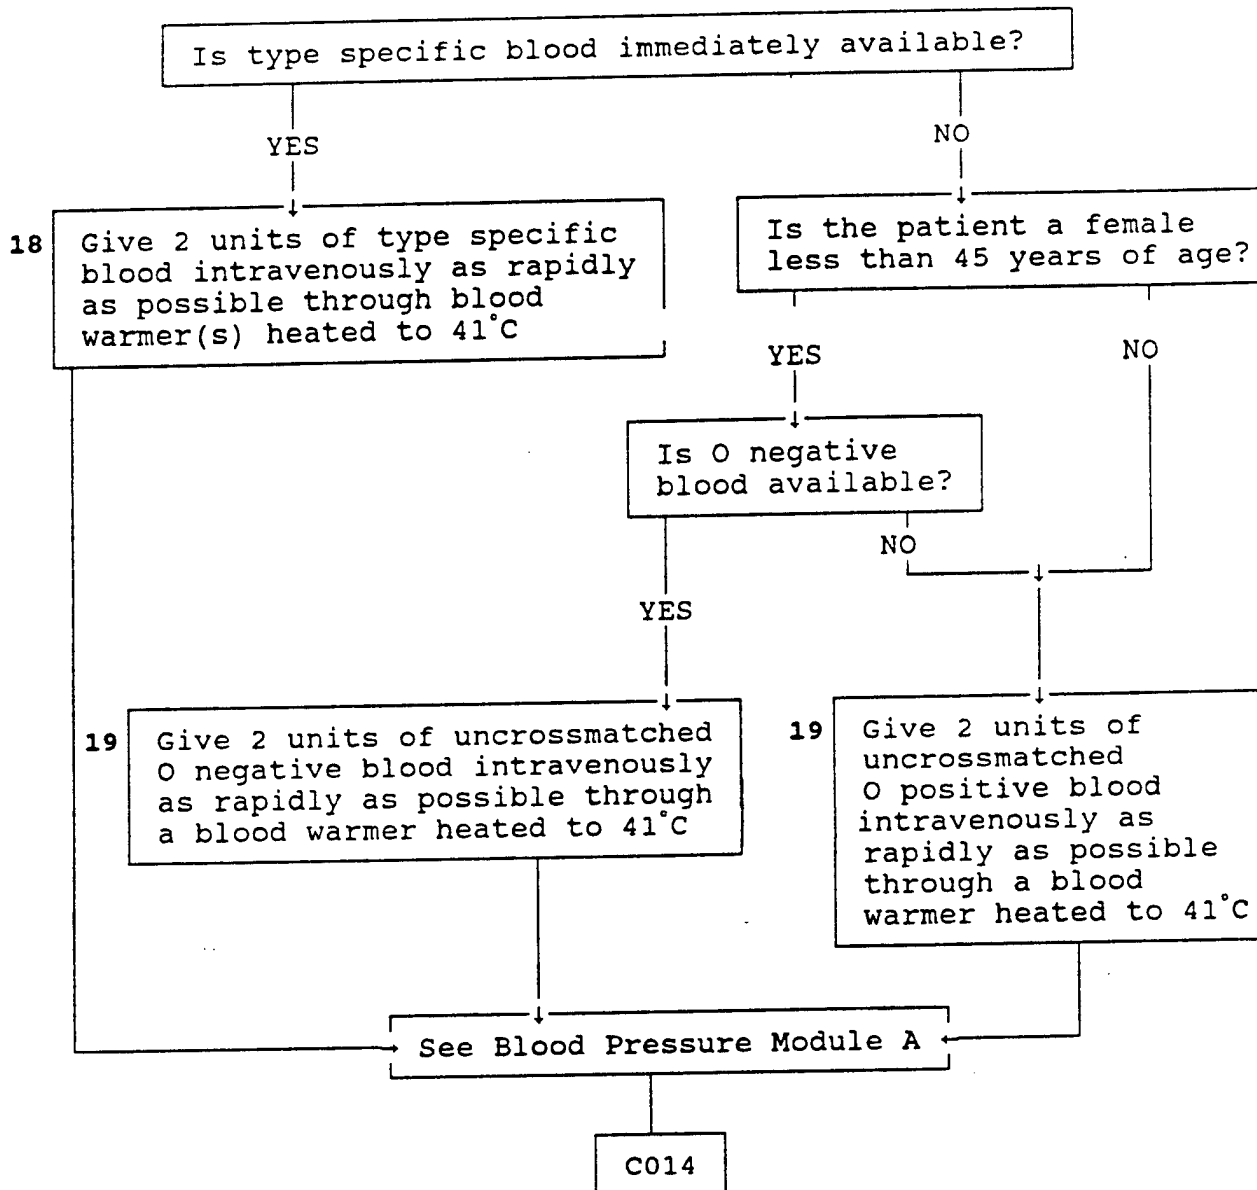 Is type specific blood immediately available?
YES
NO
18
Give 2 units of type specific
blood intravenously as rapidly
as possible through blood
warmer(s) heated to 41°C
Is the patient a female
less than 45 years of age?
YES
NO
Is O negative
blood available?
NO
YES
19
Give 2 units of uncrossmatched
O negative blood intravenously
as rapidly as possible through
a blood warmer heated to 41°C
19
Give 2 units of
uncrossmatched
O positive blood
intravenously as
rapidly as possible
through a blood
warmer heated to 41°C
See Blood Pressure Module A
C014